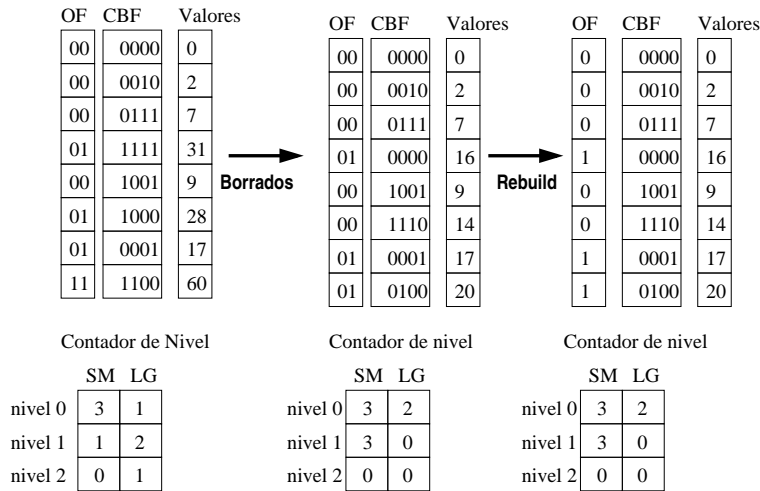 OF CBF Valores OF CBF Valores OF CBF Valores
00 0000 0 00 0000 0 0 0000 0
00 0010 2 00 0010 2 0 0010 2
00 0111 7 00 0111 7 0 0111 7
01 1111 31 01 0000 16 1 0000 16
Borrados Rebuild
00 1001 9 00 1001 9 0 1001 9
01 1000 28 00 1110 14 0 1110 14
01 0001 17 01 0001 17 1 0001 17
11 1100 60 01 0100 20 1 0100 20
Contador de Nivel Contador de nivel Contador de nivel
SM LG SM LG SM LG
nivel 0 3 1 nivel 0 3 2 nivel 0 3 2
nivel 1 1 2 nivel 1 3 0 nivel 1 3 0
nivel 2 0 1 nivel 2 0 0 nivel 2 0 0